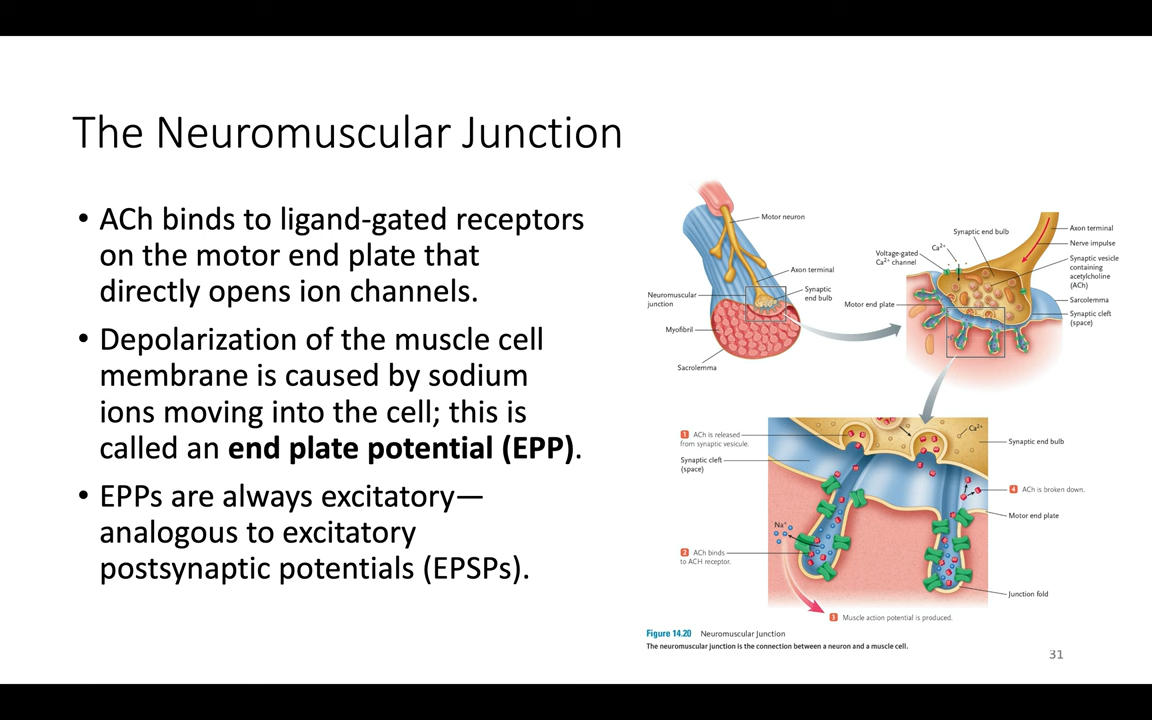 The Neuromuscular Junction
• ACh binds to ligand-gated receptors
on the motor end plate that
directly opens ion channels.
• Depolarization of the muscle cell
membrane is caused by sodium
ions moving into the cell; this is
called an end plate potential (EPP).
• EPPs are always excitatory—
analogous to excitatory
postsynaptic potentials (EPSPs).
Motor neuron
Axon terminal
Synaptic
end bulb
Neuromuscular
junction
Myofibril
Sacrolemma
Synaptic end bulb
Ca2+
Voltage-gated
Ca2+ channel
Motor end plate
Axon terminal
Nerve impulse
Synaptic vesicle
containing
acetylcholine
(ACh)
Sarcolemma
Synaptic cleft
(space)
1 ACh is released
from synaptic vesicule.
Synaptic cleft
(space)
Na+
2 ACh binds
to ACH receptor.
Ca2+
Synaptic end bulb
4 ACh is broken down.
Motor end plate
Junction fold
3 Muscle action potential is produced.
Figure 14.20 Neuromuscular Junction
The neuromuscular junction is the connection between a neuron and a muscle cell.
31